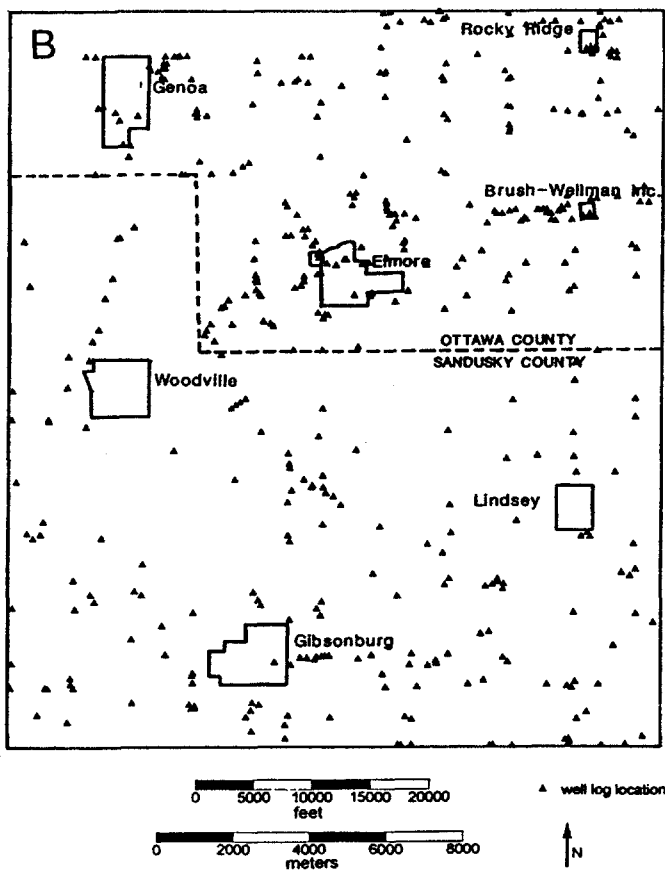 B
Rocky Ridge
Genoa
Brush-Wellman Inc.
Elmore
OTTAWA COUNTY
SANDUSKY COUNTY
Woodville
Lindsey
Gibsonburg
0 5000 10000 15000 20000
feet
well log location
0 2000 4000 6000 8000
meters
N